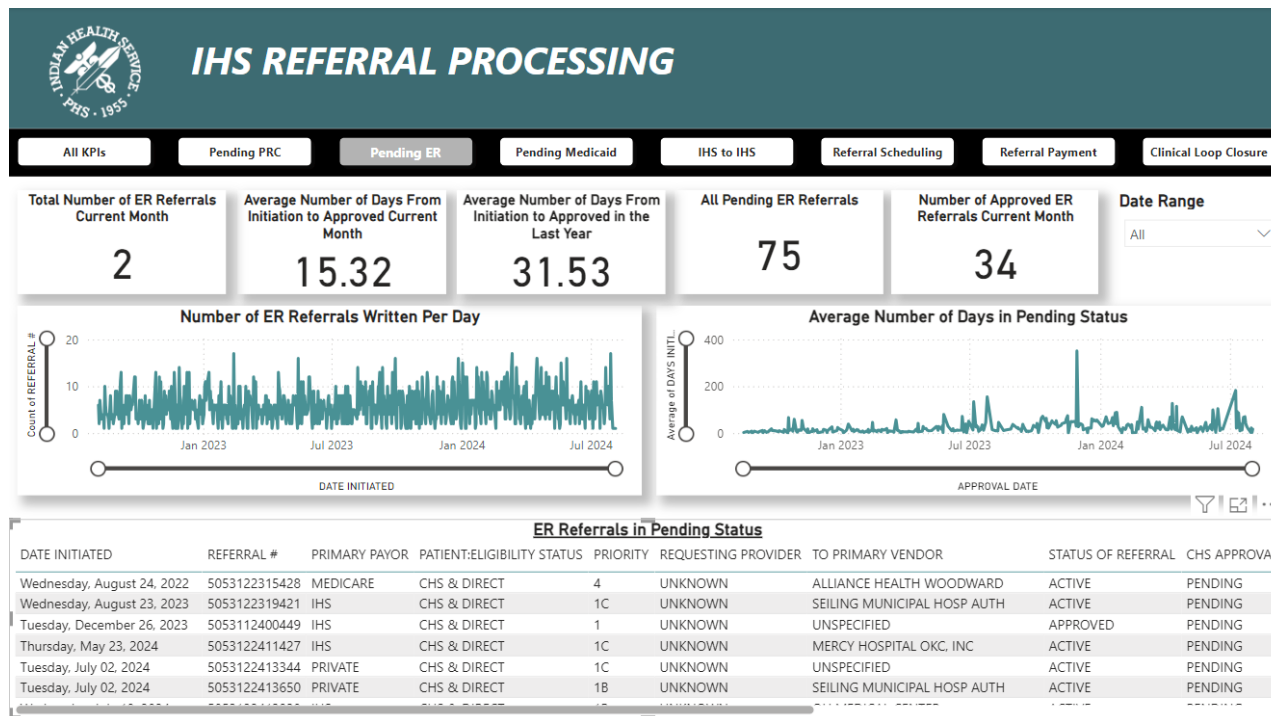 INDIAN HEALTH SERVICE
PHS · 1955
IHS REFERRAL PROCESSING
All KPIs
Pending PRC
Pending ER
Pending Medicaid
IHS to IHS
Referral Scheduling
Referral Payment
Clinical Loop Closure
Total Number of ER Referrals
Current Month
2
Average Number of Days From
Initiation to Approved Current
Month
15.32
Average Number of Days From
Initiation to Approved in the
Last Year
31.53
All Pending ER Referrals
75
Number of Approved ER
Referrals Current Month
34
Date Range
All
Number of ER Referrals Written Per Day
Count of REFERRAL #
20
10
0
Jan 2023 Jul 2023 Jan 2024 Jul 2024
DATE INITIATED
Average Number of Days in Pending Status
Average of DAYS INITI...
400
200
0
Jan 2023 Jul 2023 Jan 2024 Jul 2024
APPROVAL DATE
ER Referrals in Pending Status
DATE INITIATED REFERRAL # PRIMARY PAYOR PATIENT:ELIGIBILITY STATUS PRIORITY REQUESTING PROVIDER TO PRIMARY VENDOR STATUS OF REFERRAL CHS APPROVA
Wednesday, August 24, 2022 5053122315428 MEDICARE CHS & DIRECT 4 UNKNOWN ALLIANCE HEALTH WOODWARD ACTIVE PENDING
Wednesday, August 23, 2023 5053122319421 IHS CHS & DIRECT 1C UNKNOWN SEILING MUNICIPAL HOSP AUTH ACTIVE PENDING
Tuesday, December 26, 2023 5053112400449 IHS CHS & DIRECT 1 UNKNOWN UNSPECIFIED APPROVED PENDING
Thursday, May 23, 2024 5053122411427 IHS CHS & DIRECT 1C UNKNOWN MERCY HOSPITAL OKC, INC ACTIVE PENDING
Tuesday, July 02, 2024 5053122413344 PRIVATE CHS & DIRECT 1C UNKNOWN UNSPECIFIED ACTIVE PENDING
Tuesday, July 02, 2024 5053122413650 PRIVATE CHS & DIRECT 1B UNKNOWN SEILING MUNICIPAL HOSP AUTH ACTIVE PENDING